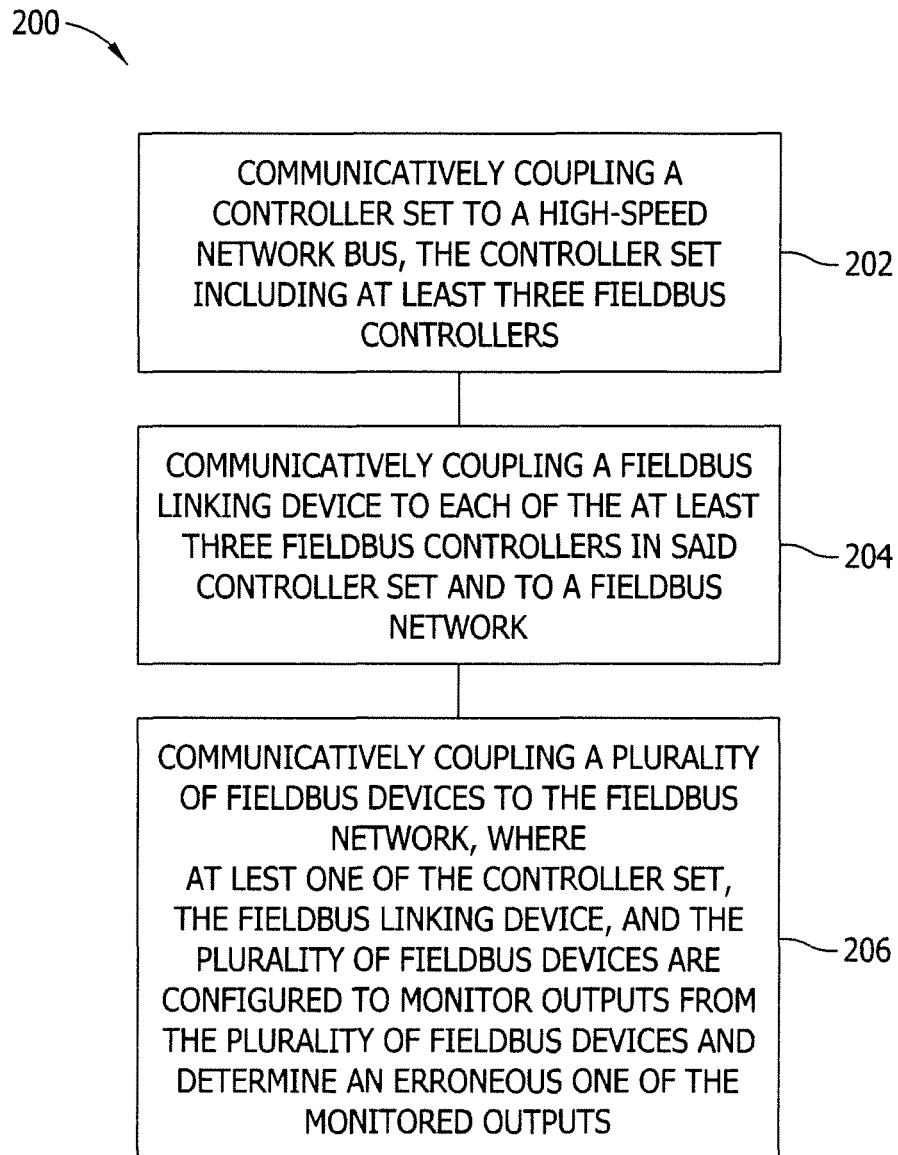 200
COMMUNICATIVELY COUPLING A
CONTROLLER SET TO A HIGH-SPEED
NETWORK BUS, THE CONTROLLER SET
INCLUDING AT LEAST THREE FIELDBUS
CONTROLLERS
202
COMMUNICATIVELY COUPLING A FIELDBUS
LINKING DEVICE TO EACH OF THE AT LEAST
THREE FIELDBUS CONTROLLERS IN SAID
CONTROLLER SET AND TO A FIELDBUS
NETWORK
204
COMMUNICATIVELY COUPLING A PLURALITY
OF FIELDBUS DEVICES TO THE FIELDBUS
NETWORK, WHERE
AT LEST ONE OF THE CONTROLLER SET,
THE FIELDBUS LINKING DEVICE, AND THE
PLURALITY OF FIELDBUS DEVICES ARE
CONFIGURED TO MONITOR OUTPUTS FROM
THE PLURALITY OF FIELDBUS DEVICES AND
DETERMINE AN ERRONEOUS ONE OF THE
MONITORED OUTPUTS
206